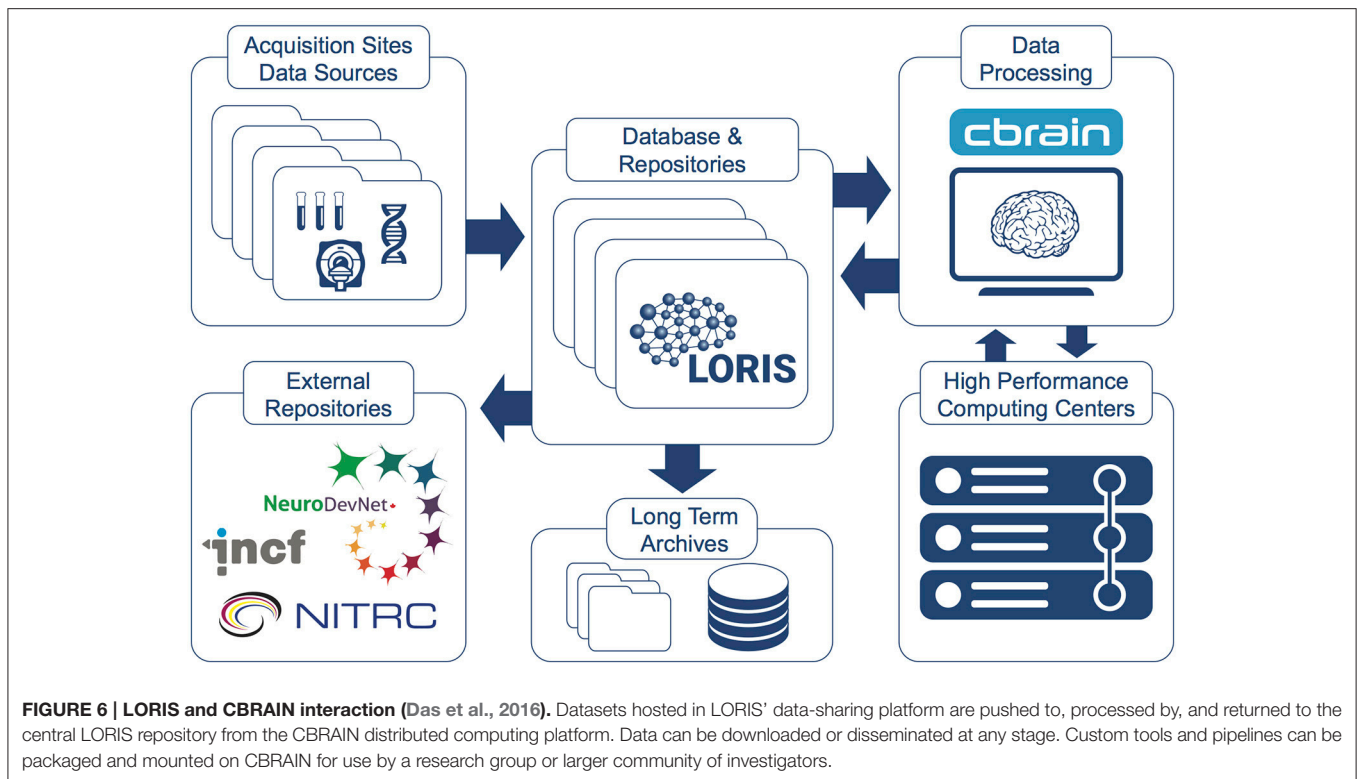 Acquisition Sites
Data Sources
Database &
Repositories
LORIS
Data
Processing
cbrain
External
Repositories
NeuroDevNet
incf
NITRC
Long Term
Archives
High Performance
Computing Centers
FIGURE 6 | LORIS and CBRAIN interaction (Das et al., 2016). Datasets hosted in LORIS' data-sharing platform are pushed to, processed by, and returned to the
central LORIS repository from the CBRAIN distributed computing platform. Data can be downloaded or disseminated at any stage. Custom tools and pipelines can be
packaged and mounted on CBRAIN for use by a research group or larger community of investigators.